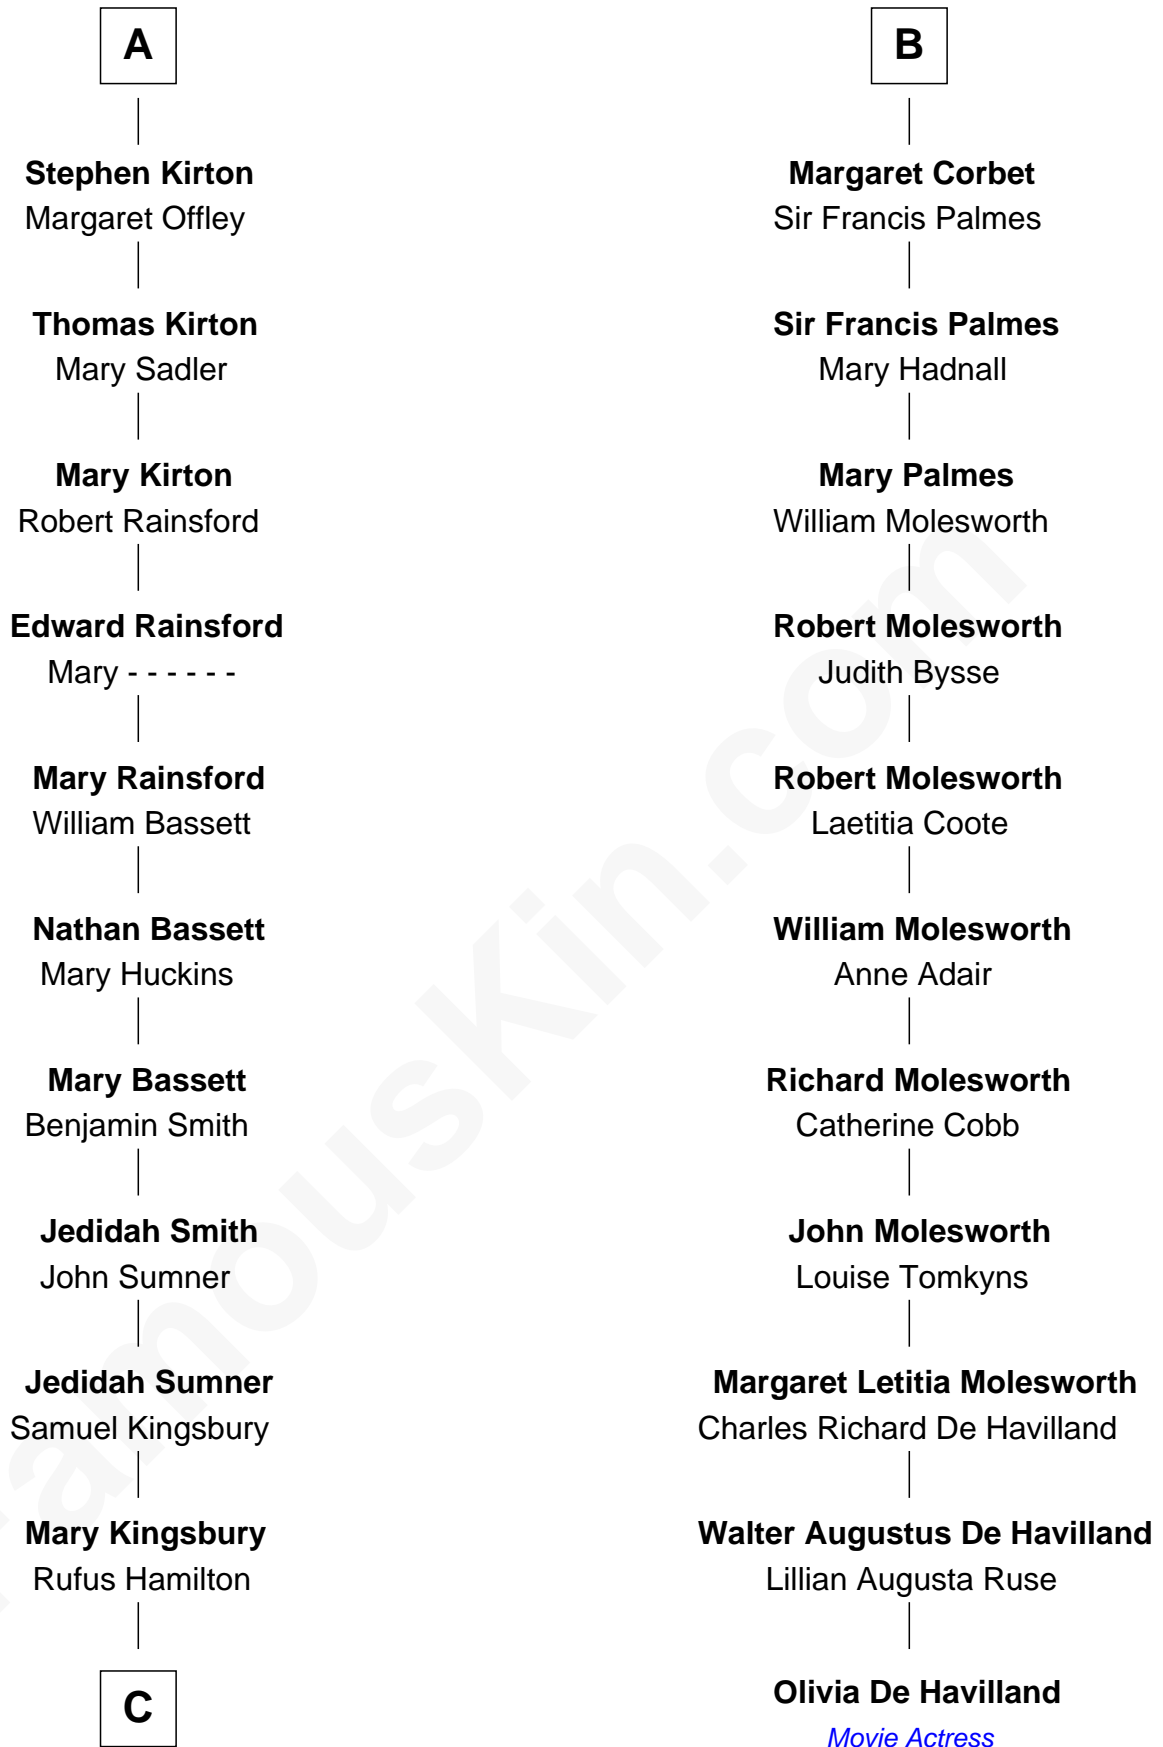 A
Stephen Kirton
Margaret Offley
Thomas Kirton
Mary Sadler
Mary Kirton
Robert Rainsford
Edward Rainsford
Mary - - - - - -
Mary Rainsford
William Bassett
Nathan Bassett
Mary Huckins
Mary Bassett
Benjamin Smith
Jedidah Smith
John Sumner
Jedidah Sumner
Samuel Kingsbury
Mary Kingsbury
Rufus Hamilton
C
B
Margaret Corbet
Sir Francis Palmes
Sir Francis Palmes
Mary Hadnall
Mary Palmes
William Molesworth
Robert Molesworth
Judith Bysse
Robert Molesworth
Laetitia Coote
William Molesworth
Anne Adair
Richard Molesworth
Catherine Cobb
John Molesworth
Louise Tomkyns
Margaret Letitia Molesworth
Charles Richard De Havilland
Walter Augustus De Havilland
Lillian Augusta Ruse
Olivia De Havilland
Movie Actress
FamousKin.com